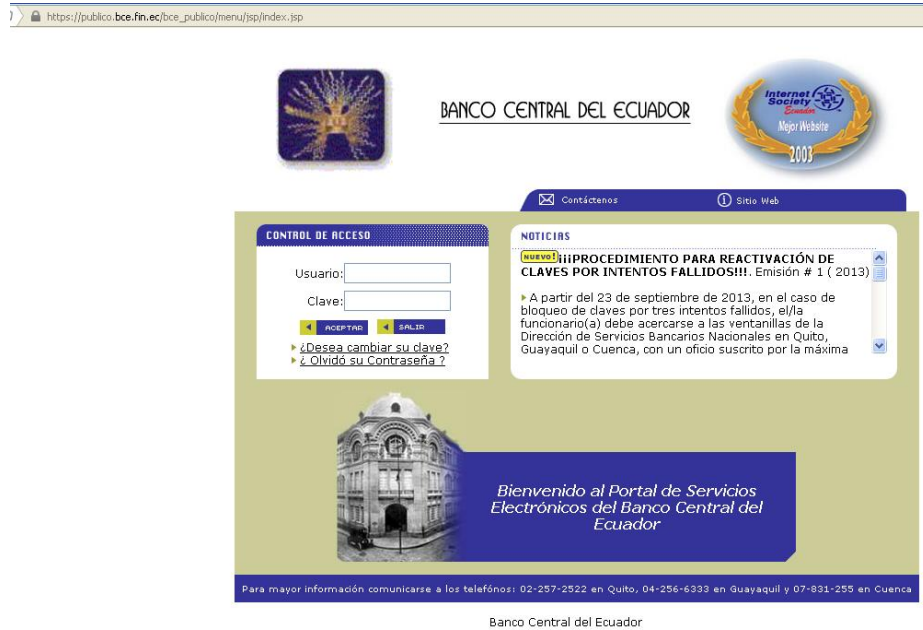 https://publico.bce.fin.ec/bce_publico/menu/jsp/index.jsp
BANCO CENTRAL DEL ECUADOR
Internet
Society
Ecuador
Mejor Website
2003
Contáctenos
Sitio Web
CONTROL DE ACCESO
Usuario:
Clave:
ACEPTAR
SALIR
¿Desea cambiar su clave?
¿ Olvidó su Contraseña ?
NOTICIAS
NUEVO! ¡¡¡PROCEDIMIENTO PARA REACTIVACIÓN DE
CLAVES POR INTENTOS FALLIDOS!!!. Emisión # 1 ( 2013)
A partir del 23 de septiembre de 2013, en el caso de
bloqueo de claves por tres intentos fallidos, el/la
funcionario(a) debe acercarse a las ventanillas de la
Dirección de Servicios Bancarios Nacionales en Quito,
Guayaquil o Cuenca, con un oficio suscrito por la máxima
Bienvenido al Portal de Servicios
Electrónicos del Banco Central del
Ecuador
Para mayor información comunicarse a los telefónos: 02-257-2522 en Quito, 04-256-6333 en Guayaquil y 07-831-255 en Cuenca
Banco Central del Ecuador